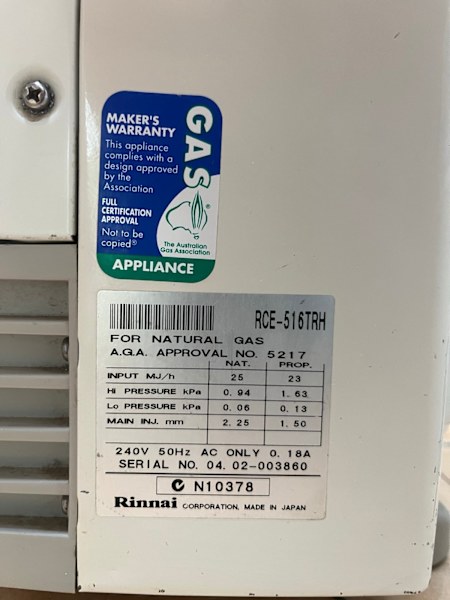 MAKER'S
WARRANTY
This appliance
complies with a
design approved
by the
Association
FULL
CERTIFICATION
APPROVAL
Not to be
copied®
GAS
The Australian
Gas Association
APPLIANCE
RCE-516TRH
FOR NATURAL GAS
A.G.A. APPROVAL NO. 5217
NAT. PROP.
INPUT MJ/h 25 23
Hi PRESSURE kPa 0.94 1.63
Lo PRESSURE kPa 0.06 0.13
MAIN INJ. mm 2.25 1.50
240V 50Hz AC ONLY 0.18A
SERIAL NO. 04.02-003860
N10378
Rinnai CORPORATION, MADE IN JAPAN